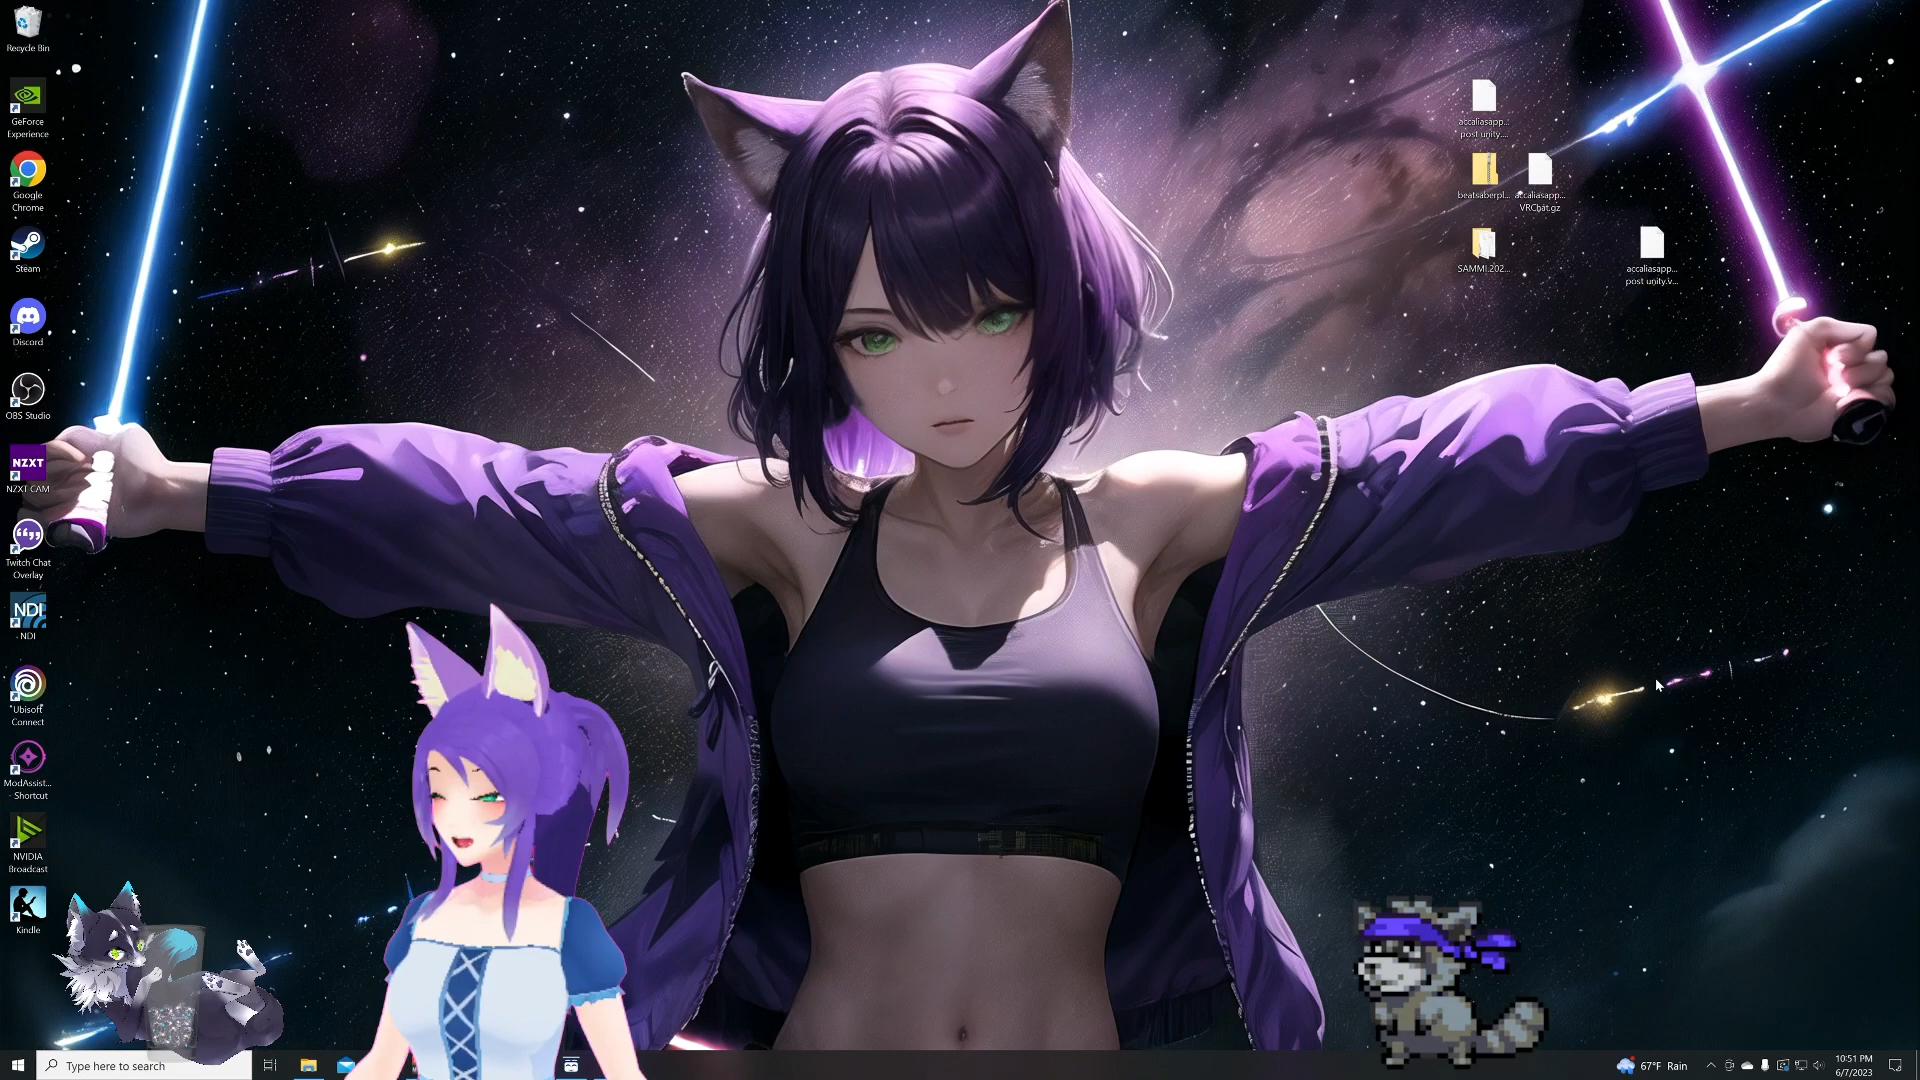 Recycle Bin
GeForce
Experience
Google
Chrome
Steam
Discord
OBS Studio
NZXT
NZXT CAM
Twitch Chat
Overlay
NDI
NDI
Ubisoft
Connect
ModAssist...
- Shortcut
NVIDIA
Broadcast
Kindle
accaliasapp...
post unity....
beatsaberpl...
accaliasapp...
VRChat.gz
SAMMI.202...
accaliasapp...
post unity.v...
Type here to search
67°F Rain
10:51 PM
6/7/2023